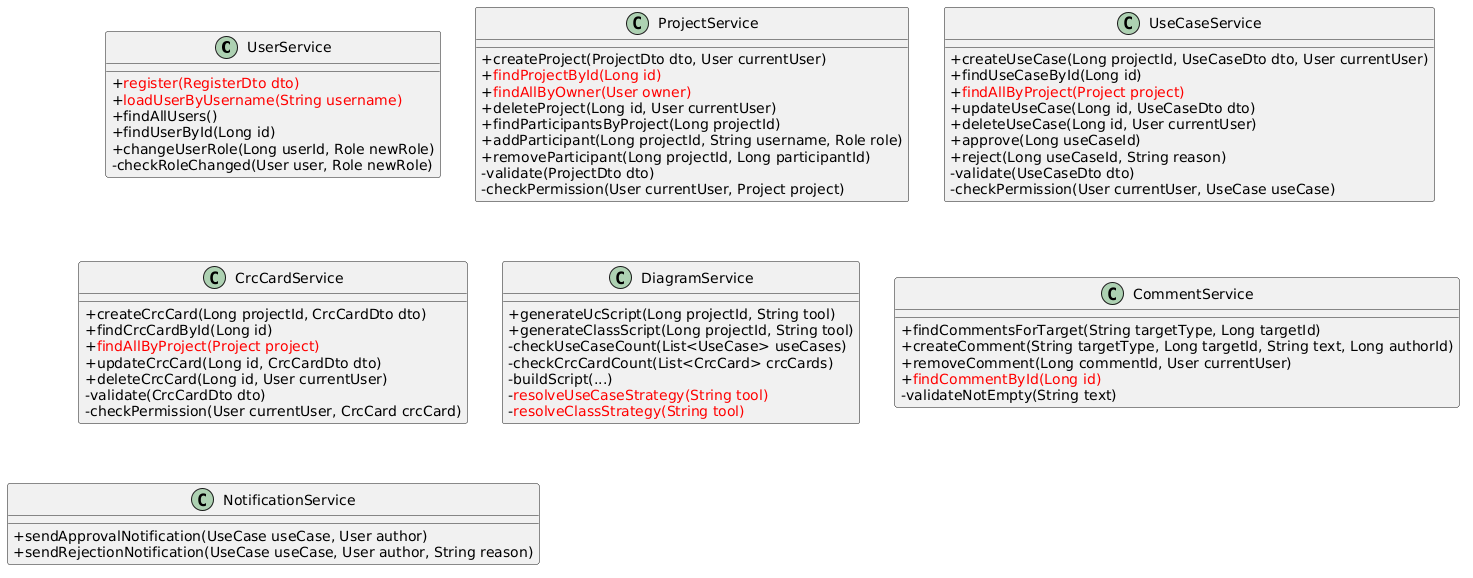 C UserService
+register(RegisterDto dto)
+loadUserByUsername(String username)
+findAllUsers()
+findUserById(Long id)
+changeUserRole(Long userId, Role newRole)
-checkRoleChanged(User user, Role newRole)
C ProjectService
+createProject(ProjectDto dto, User currentUser)
+findProjectById(Long id)
+findAllByOwner(User owner)
+deleteProject(Long id, User currentUser)
+findParticipantsByProject(Long projectId)
+addParticipant(Long projectId, String username, Role role)
+removeParticipant(Long projectId, Long participantId)
-validate(ProjectDto dto)
-checkPermission(User currentUser, Project project)
C UseCaseService
+createUseCase(Long projectId, UseCaseDto dto, User currentUser)
+findUseCaseById(Long id)
+findAllByProject(Project project)
+updateUseCase(Long id, UseCaseDto dto)
+deleteUseCase(Long id, User currentUser)
+approve(Long useCaseId)
+reject(Long useCaseId, String reason)
-validate(UseCaseDto dto)
-checkPermission(User currentUser, UseCase useCase)
C CrcCardService
+createCrcCard(Long projectId, CrcCardDto dto)
+findCrcCardById(Long id)
+findAllByProject(Project project)
+updateCrcCard(Long id, CrcCardDto dto)
+deleteCrcCard(Long id, User currentUser)
-validate(CrcCardDto dto)
-checkPermission(User currentUser, CrcCard crcCard)
C DiagramService
+generateUcScript(Long projectId, String tool)
+generateClassScript(Long projectId, String tool)
-checkUseCaseCount(List<UseCase> useCases)
-checkCrcCardCount(List<CrcCard> crcCards)
-buildScript(...)
-resolveUseCaseStrategy(String tool)
-resolveClassStrategy(String tool)
C CommentService
+findCommentsForTarget(String targetType, Long targetId)
+createComment(String targetType, Long targetId, String text, Long authorId)
+removeComment(Long commentId, User currentUser)
+findCommentById(Long id)
-validateNotEmpty(String text)
C NotificationService
+sendApprovalNotification(UseCase useCase, User author)
+sendRejectionNotification(UseCase useCase, User author, String reason)